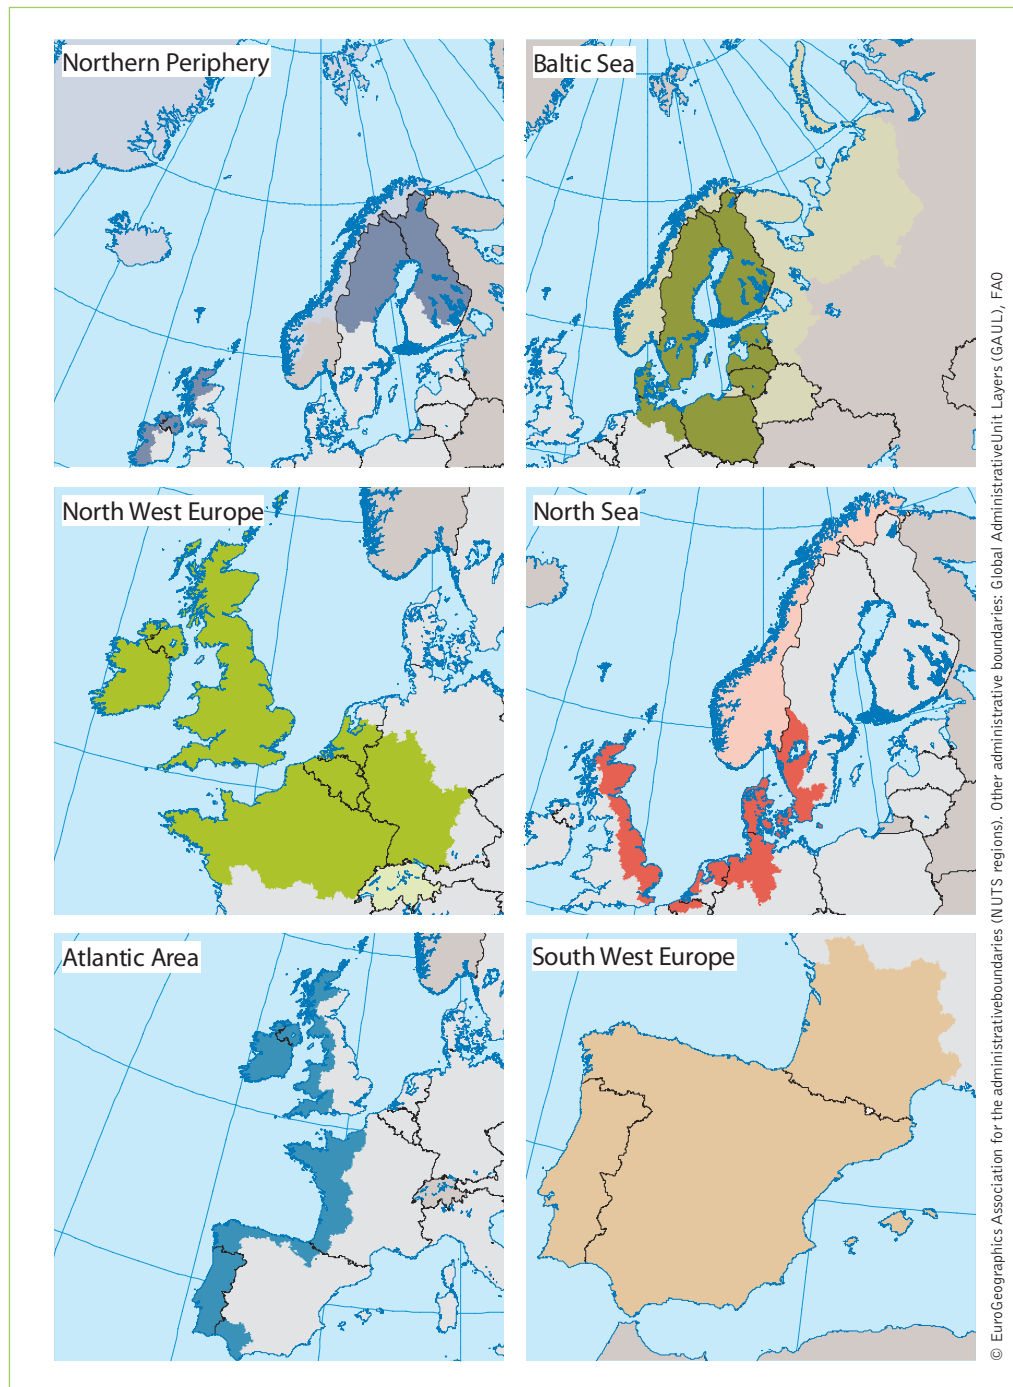 Northern Periphery
Baltic Sea
North West Europe
North Sea
Atlantic Area
South West Europe
© EuroGeographics Association for the administrativeboundaries (NUTS regions). Other administrative boundaries: Global AdministrativeUnit Layers (GAUL), FAO